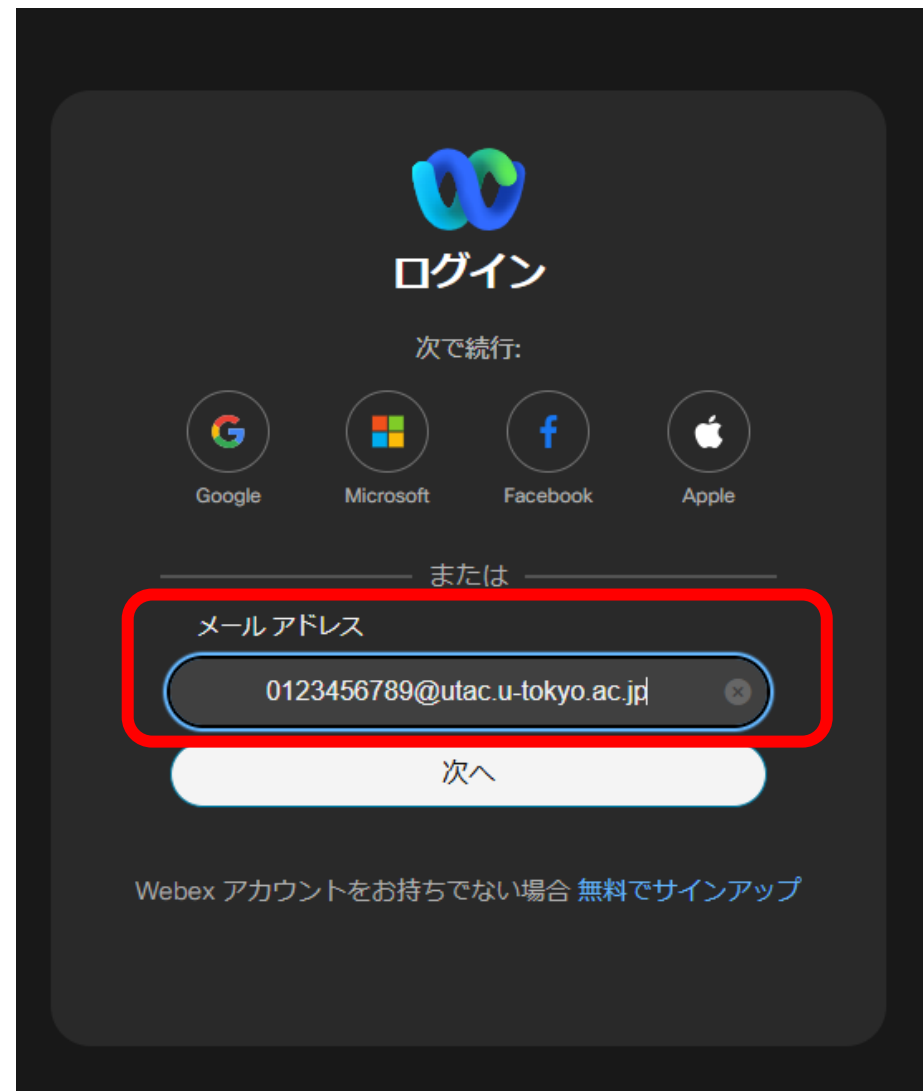 ログイン
次で続行:
Google Microsoft Facebook Apple
または
メール アドレス
0123456789@utac.u-tokyo.ac.jp
次へ
Webex アカウントをお持ちでない場合 無料でサインアップ